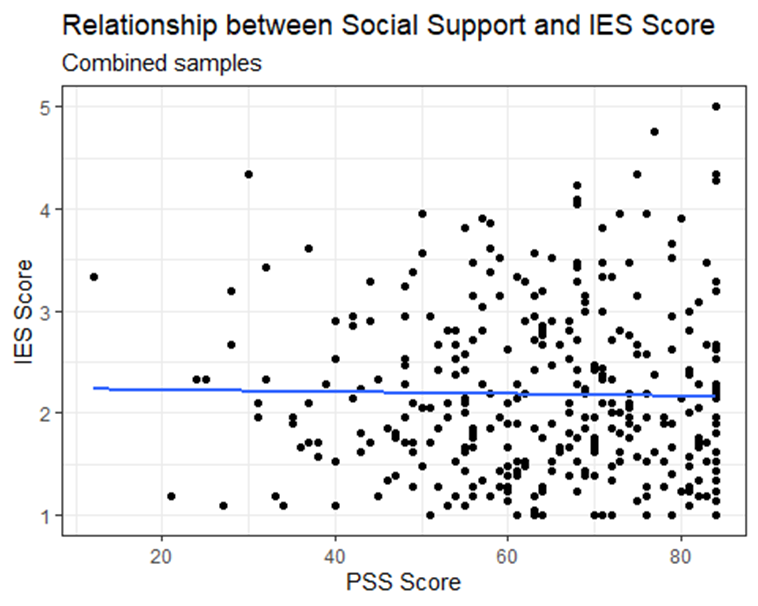 Relationship between Social Support and IES Score
Combined samples
5
4
3
2
1
IES Score
20 40 60 80
PSS Score